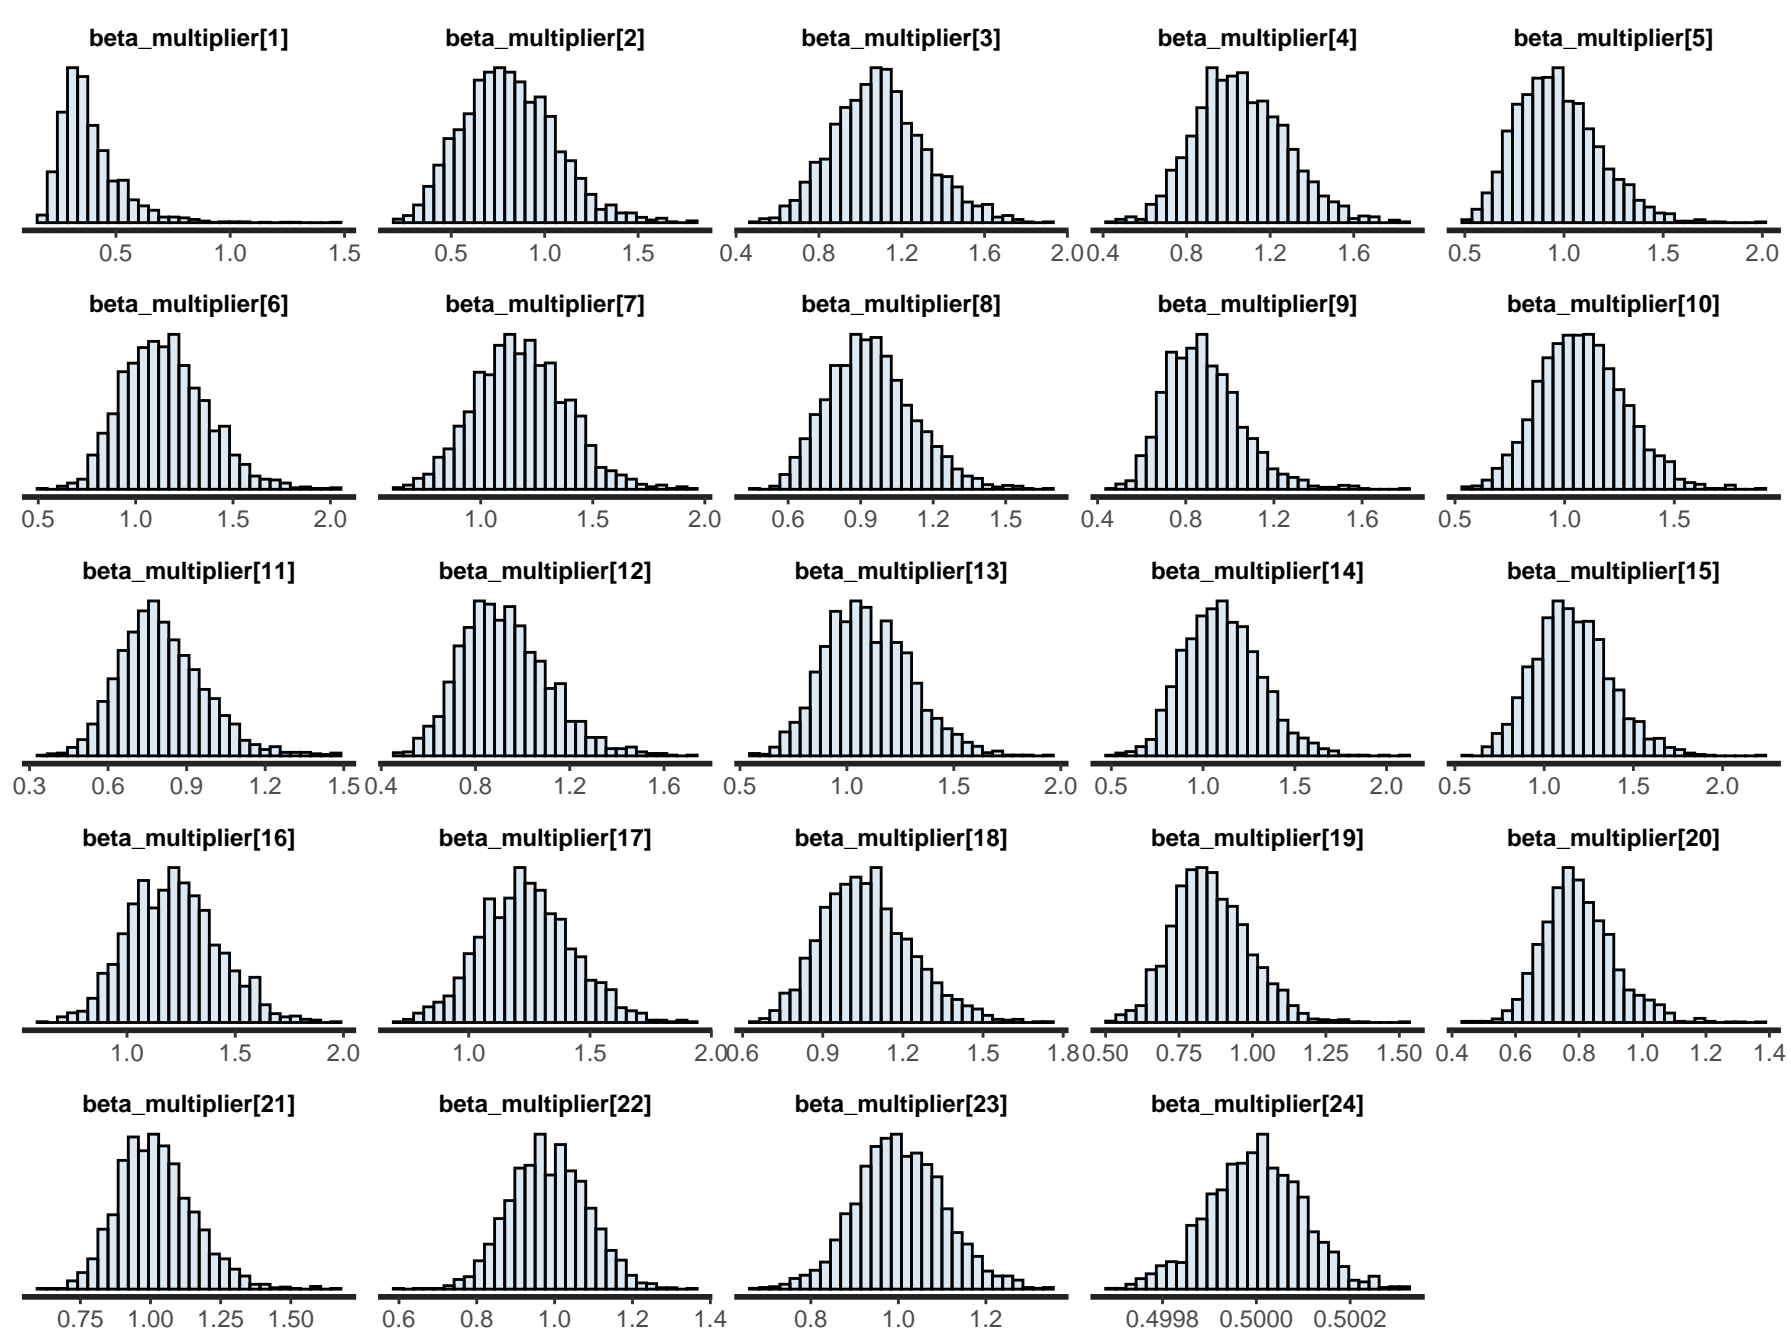 beta_multiplier[1] beta_multiplier[2] beta_multiplier[3] beta_multiplier[4] beta_multiplier[5]
0.5 1.0 1.5 0.5 1.0 1.5 0.4 0.8 1.2 1.6 2.0 0.4 0.8 1.2 1.6 0.5 1.0 1.5 2.0
beta_multiplier[6] beta_multiplier[7] beta_multiplier[8] beta_multiplier[9] beta_multiplier[10]
0.5 1.0 1.5 2.0 1.0 1.5 2.0 0.6 0.9 1.2 1.5 0.4 0.8 1.2 1.6 0.5 1.0 1.5
beta_multiplier[11] beta_multiplier[12] beta_multiplier[13] beta_multiplier[14] beta_multiplier[15]
0.3 0.6 0.9 1.2 1.5 0.4 0.8 1.2 1.6 0.5 1.0 1.5 2.0 0.5 1.0 1.5 2.0 0.5 1.0 1.5 2.0
beta_multiplier[16] beta_multiplier[17] beta_multiplier[18] beta_multiplier[19] beta_multiplier[20]
1.0 1.5 2.0 1.0 1.5 2.0 0.6 0.9 1.2 1.5 1.8 0.50 0.75 1.00 1.25 1.50 0.4 0.6 0.8 1.0 1.2 1.4
beta_multiplier[21] beta_multiplier[22] beta_multiplier[23] beta_multiplier[24]
0.75 1.00 1.25 1.50 0.6 0.8 1.0 1.2 1.4 0.8 1.0 1.2 0.4998 0.5000 0.5002